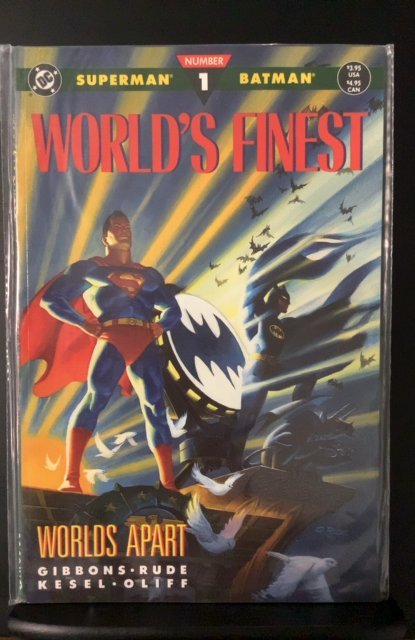 DC
SUPERMAN
NUMBER
1
BATMAN
$3.95
USA
$4.95
CAN
WORLD'S FINEST
WORLDS APART
GIBBONS • RUDE
KESEL • OLIFF